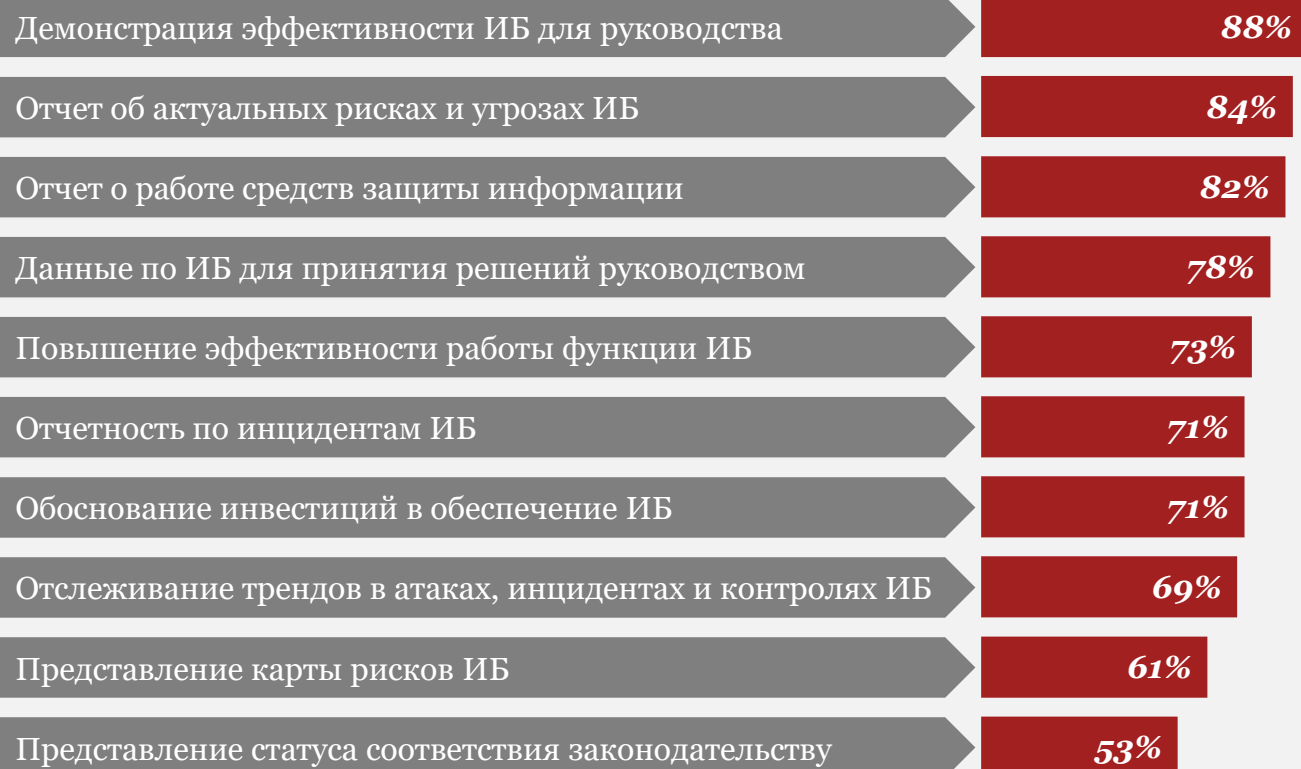 Демонстрация эффективности ИБ для руководства 88%
Отчет об актуальных рисках и угрозах ИБ 84%
Отчет о работе средств защиты информации 82%
Данные по ИБ для принятия решений руководством 78%
Повышение эффективности работы функции ИБ 73%
Отчетность по инцидентам ИБ 71%
Обоснование инвестиций в обеспечение ИБ 71%
Отслеживание трендов в атаках, инцидентах и контролях ИБ 69%
Представление карты рисков ИБ 61%
Представление статуса соответствия законодательству 53%